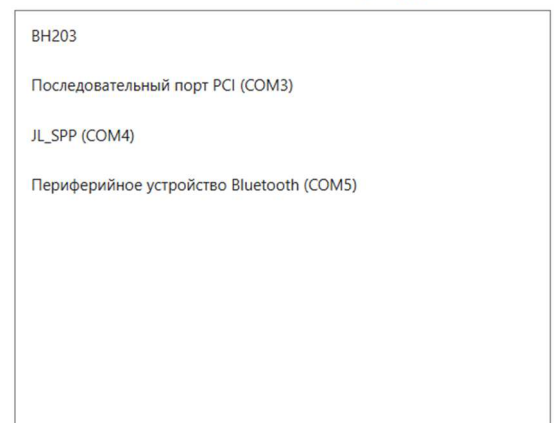 BH203
Последовательный порт PCI (COM3)
JL_SPP (COM4)
Периферийное устройство Bluetooth (COM5)